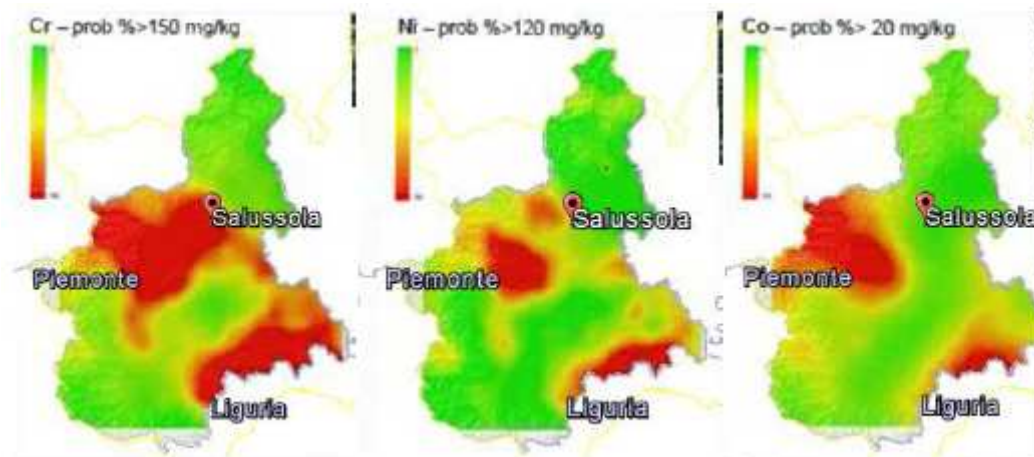 Cr – prob %>150 mg/kg
Salussola
Piemonte
Liguria
Ni – prob %>120 mg/kg
Salussola
Piemonte
Liguria
Co – prob %> 20 mg/kg
Salussola
Piemonte
Liguria